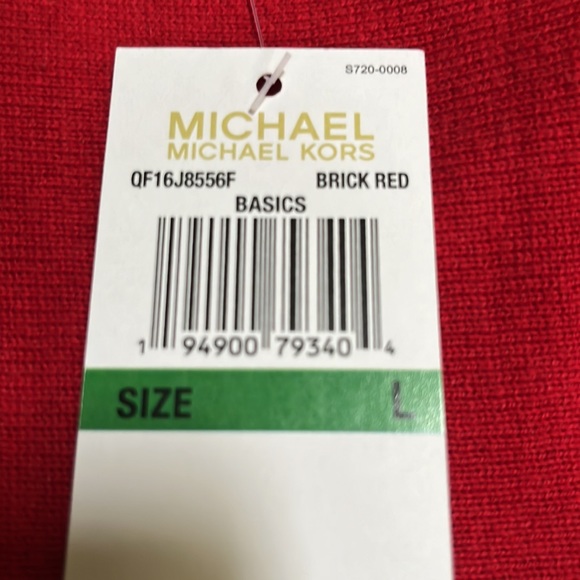 S720-0008
MICHAEL
MICHAEL KORS
QF16J8556F BRICK RED
BASICS
1 94900 79340 4
SIZE L